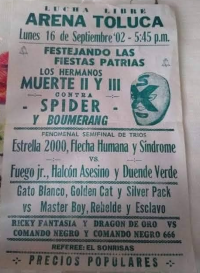 LUCHA LIBRE
ARENA TOLUCA
Lunes 16 de Septiembre '02 - 5:45 p.m.
FESTEJANDO LAS
FIESTAS PATRIAS
LOS HERMANOS
MUERTE II Y III
CONTRA
SPIDER
Y BOUMERANG
FENOMENAL SEMIFINAL DE TRIOS
Estrella 2000, Flecha Humana y Síndrome
VS.
Fuego jr., Halcón Asesino y Duende Verde
Gato Blanco, Golden Cat y Silver Pack
vs Master Boy, Rebelde y Esclavo
RICKY FANTASIA Y DRAGON DE ORO VS
COMANDO NEGRO Y COMANDO NEGRO 666
REFEREE: EL SONRISAS
PRECIOS POPULARES